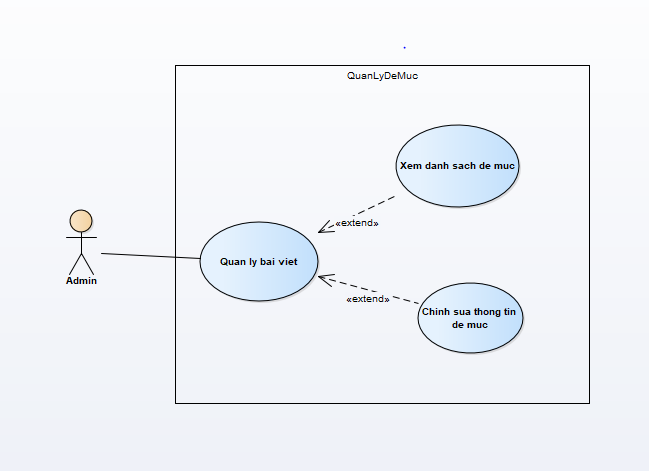 QuanLyDeMuc
Xem danh sach de muc
«extend»
Quan ly bai viet
Admin
«extend»
Chinh sua thong tin
de muc